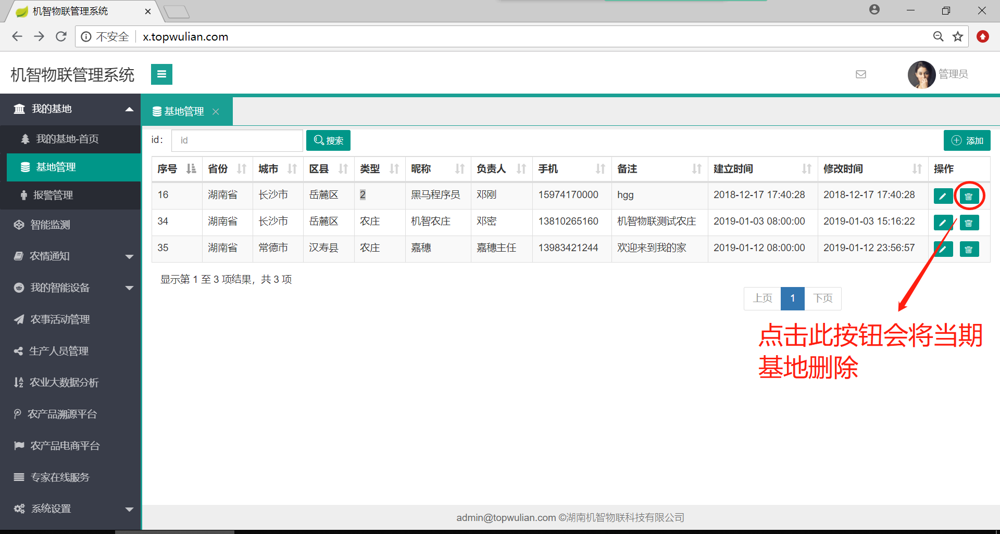 机智物联管理系统
不安全 x.topwulian.com
机智物联管理系统
管理员
我的基地
我的基地-首页
基地管理
报警管理
智能监测
农情通知
我的智能设备
农事活动管理
生产人员管理
农业大数据分析
农产品溯源平台
农产品电商平台
专家在线服务
系统设置
基地管理
id: id 搜索 添加
序号 省份 城市 区县 类型 昵称 负责人 手机 备注 建立时间 修改时间 操作
16 湖南省 长沙市 岳麓区 2 黑马程序员 邓刚 15974170000 hgg 2018-12-17 17:40:28 2018-12-17 17:40:28
34 湖南省 长沙市 岳麓区 农庄 机智农庄 邓密 13810265160 机智物联测试农庄 2019-01-03 08:00:00 2019-01-03 15:16:22
35 湖南省 常德市 汉寿县 农庄 嘉穗 嘉穗主任 13983421244 欢迎来到我的家 2019-01-12 08:00:00 2019-01-12 23:56:57
显示第 1 至 3 项结果，共 3 项
上页 1 下页
点击此按钮会将当期
基地删除
admin@topwulian.com ©湖南机智物联科技有限公司